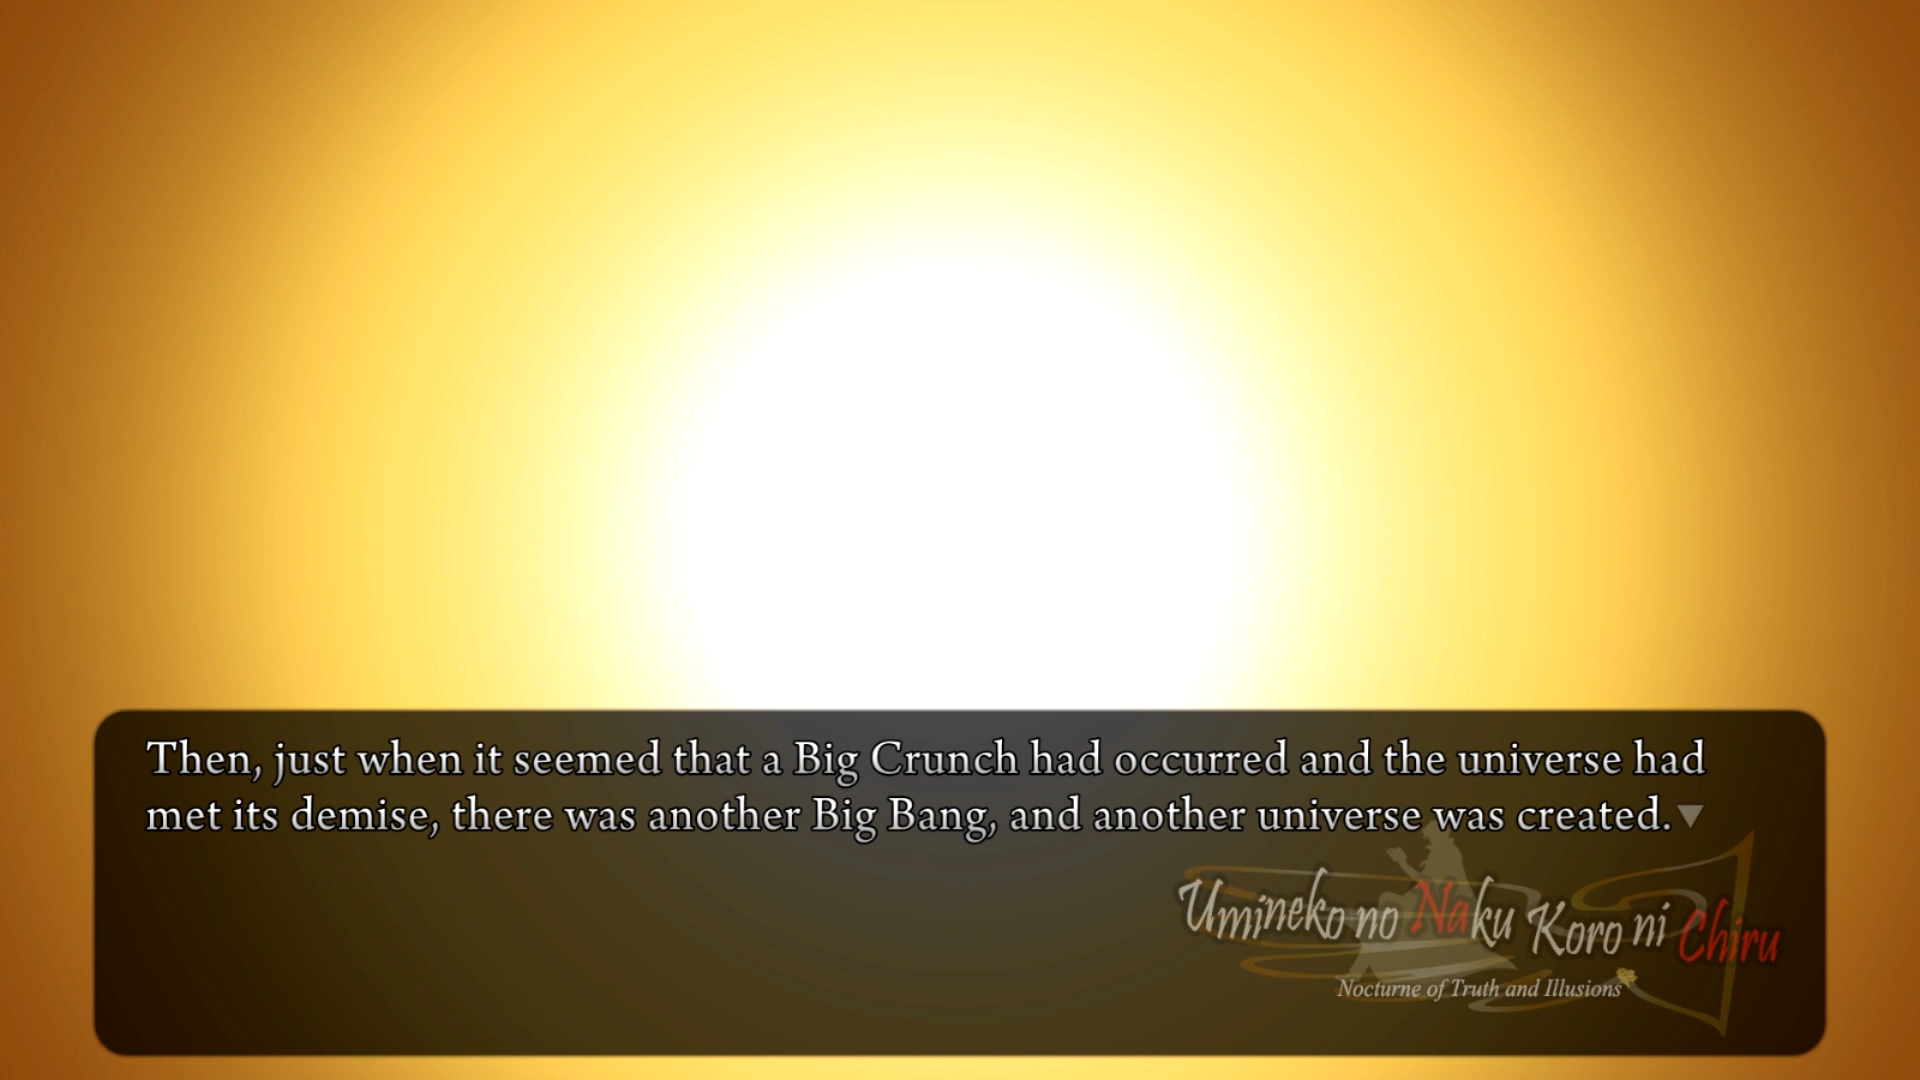 Then, just when it seemed that a Big Crunch had occurred and the universe had
met its demise, there was another Big Bang, and another universe was created.
Umineko no Naku Koro ni Chiru
Nocturne of Truth and Illusions